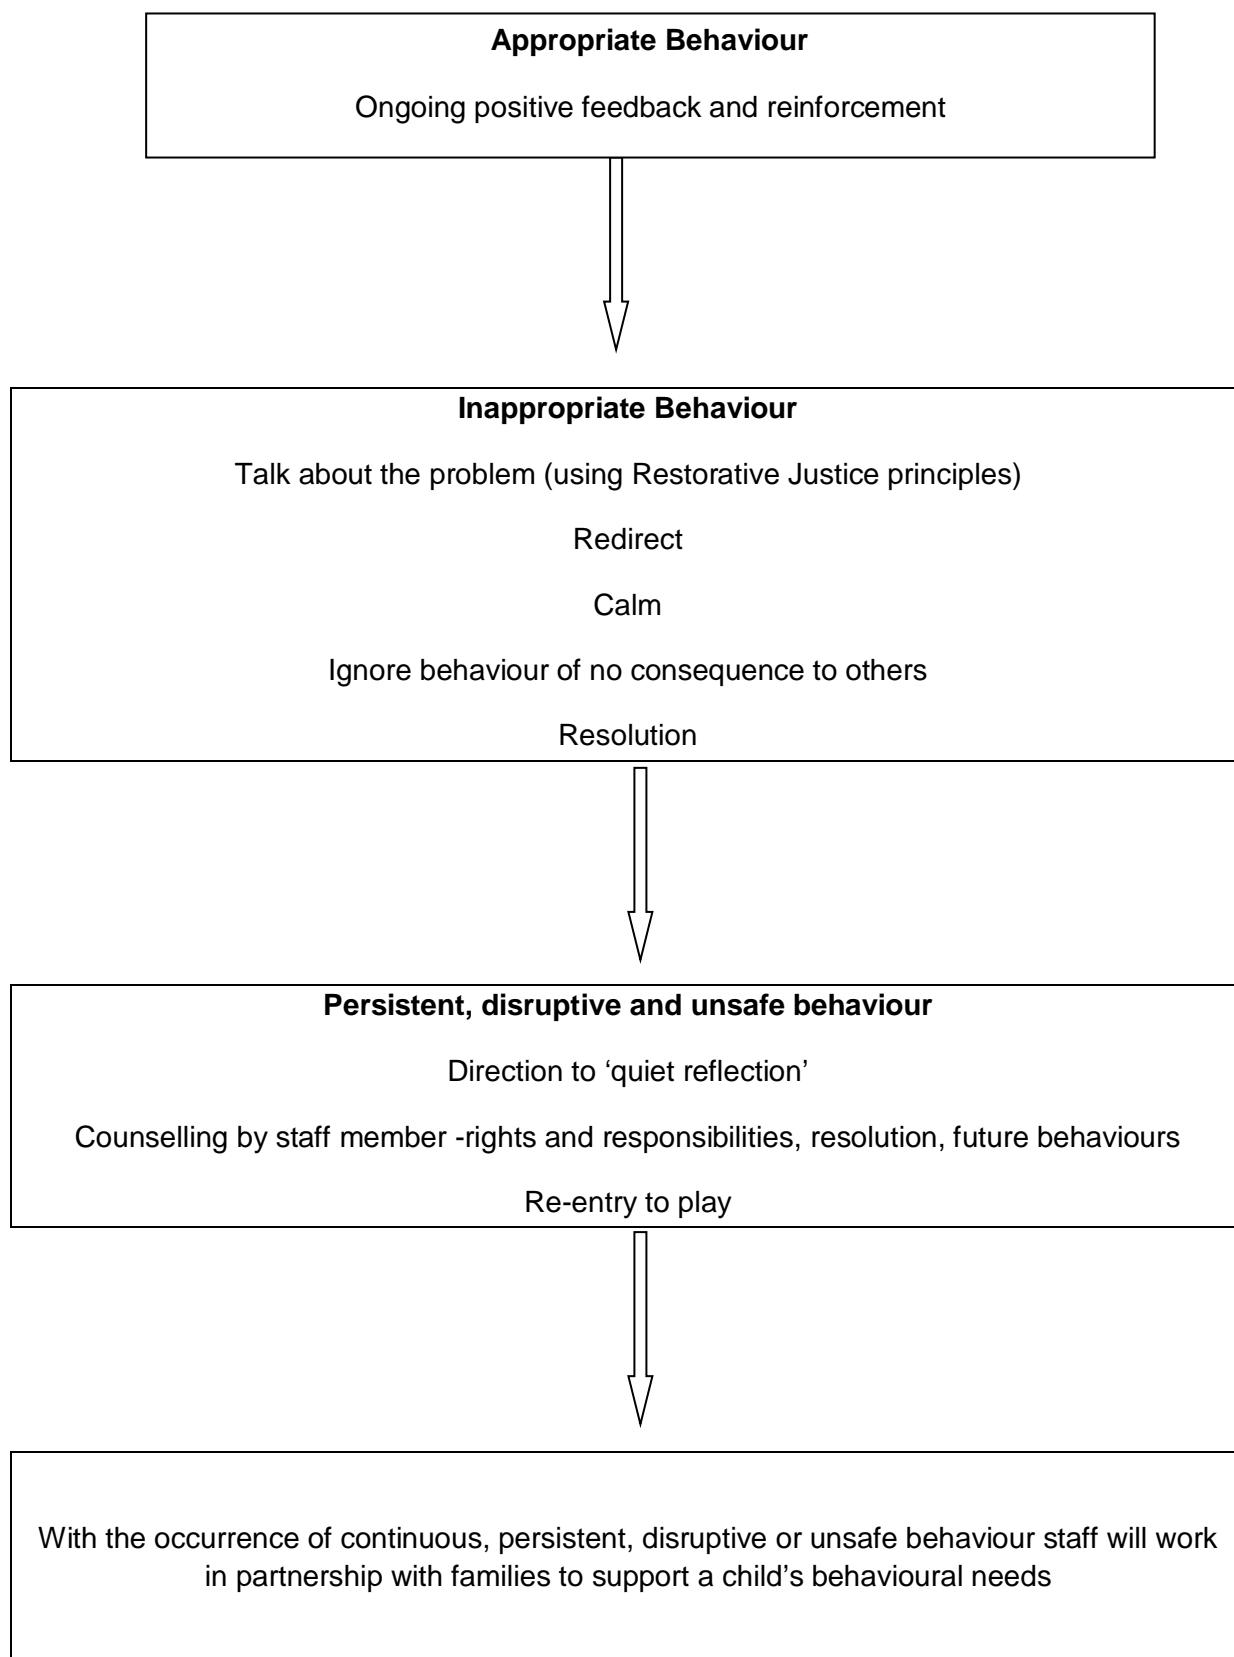 Appropriate Behaviour
Ongoing positive feedback and reinforcement
Inappropriate Behaviour
Talk about the problem (using Restorative Justice principles)
Redirect
Calm
Ignore behaviour of no consequence to others
Resolution
Persistent, disruptive and unsafe behaviour
Direction to ‘quiet reflection’
Counselling by staff member -rights and responsibilities, resolution, future behaviours
Re-entry to play
With the occurrence of continuous, persistent, disruptive or unsafe behaviour staff will work
in partnership with families to support a child’s behavioural needs